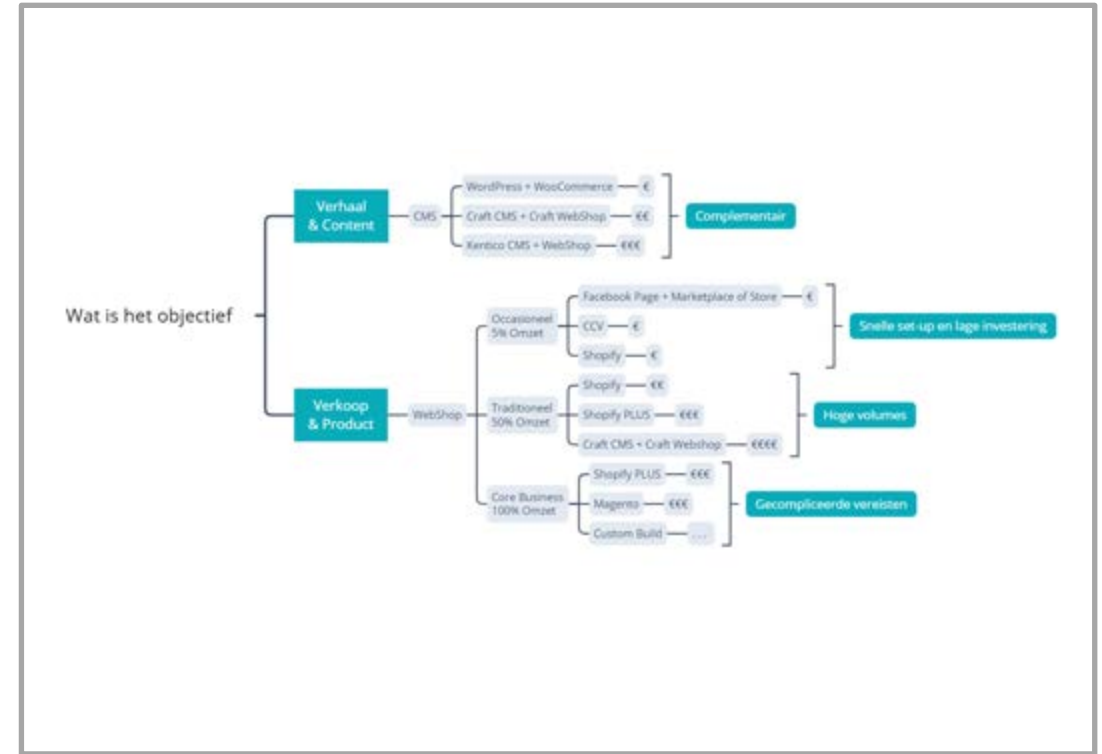 Wat is het objectief
Verhaal
& Content
CMS
WordPress + WooCommerce
€
Craft CMS + Craft WebShop
€€
Kentico CMS + WebShop
€€€
Complementair
Verkoop
& Product
WebShop
Occasioneel
5% Omzet
Facebook Page + Marketplace of Store
€
CCV
€
Shopify
€
Snelle set-up en lage investering
Traditioneel
50% Omzet
Shopify
€€
Shopify PLUS
€€€
Craft CMS + Craft Webshop
€€€€
Hoge volumes
Core Business
100% Omzet
Shopify PLUS
€€€
Magento
€€€
Custom Build
...
Gecompliceerde vereisten